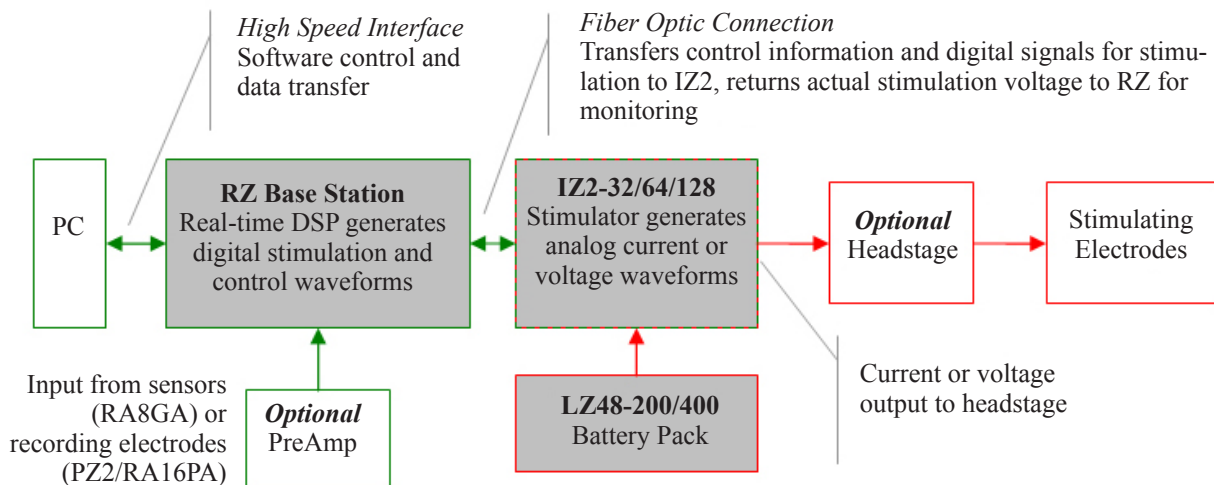 High Speed Interface
Software control and
data transfer
Fiber Optic Connection
Transfers control information and digital signals for stimu-
lation to IZ2, returns actual stimulation voltage to RZ for
monitoring
PC
RZ Base Station
Real-time DSP generates
digital stimulation and
control waveforms
IZ2-32/64/128
Stimulator generates
analog current or
voltage waveforms
Optional
Headstage
Stimulating
Electrodes
Input from sensors
(RA8GA) or
recording electrodes
(PZ2/RA16PA)
Optional
PreAmp
LZ48-200/400
Battery Pack
Current or voltage
output to headstage